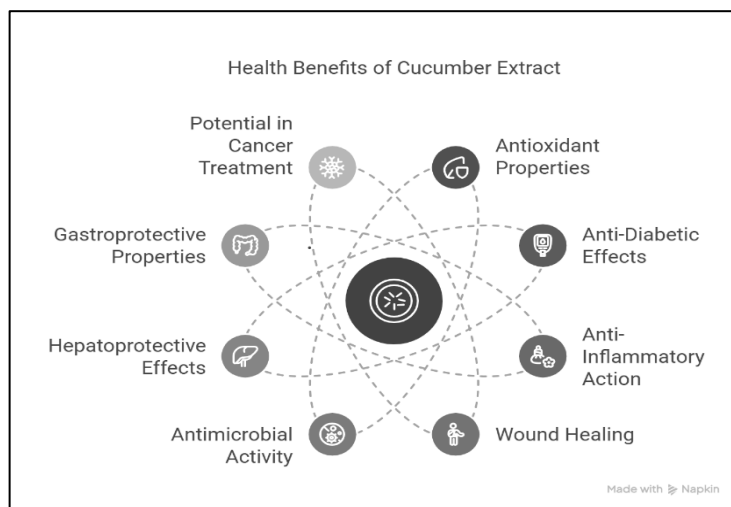 Health Benefits of Cucumber Extract
Potential in
Cancer
Treatment
Antioxidant
Properties
Gastroprotective
Properties
Anti-Diabetic
Effects
Hepatoprotective
Effects
Anti-
Inflammatory
Action
Antimicrobial
Activity
Wound Healing
Made with Napkin